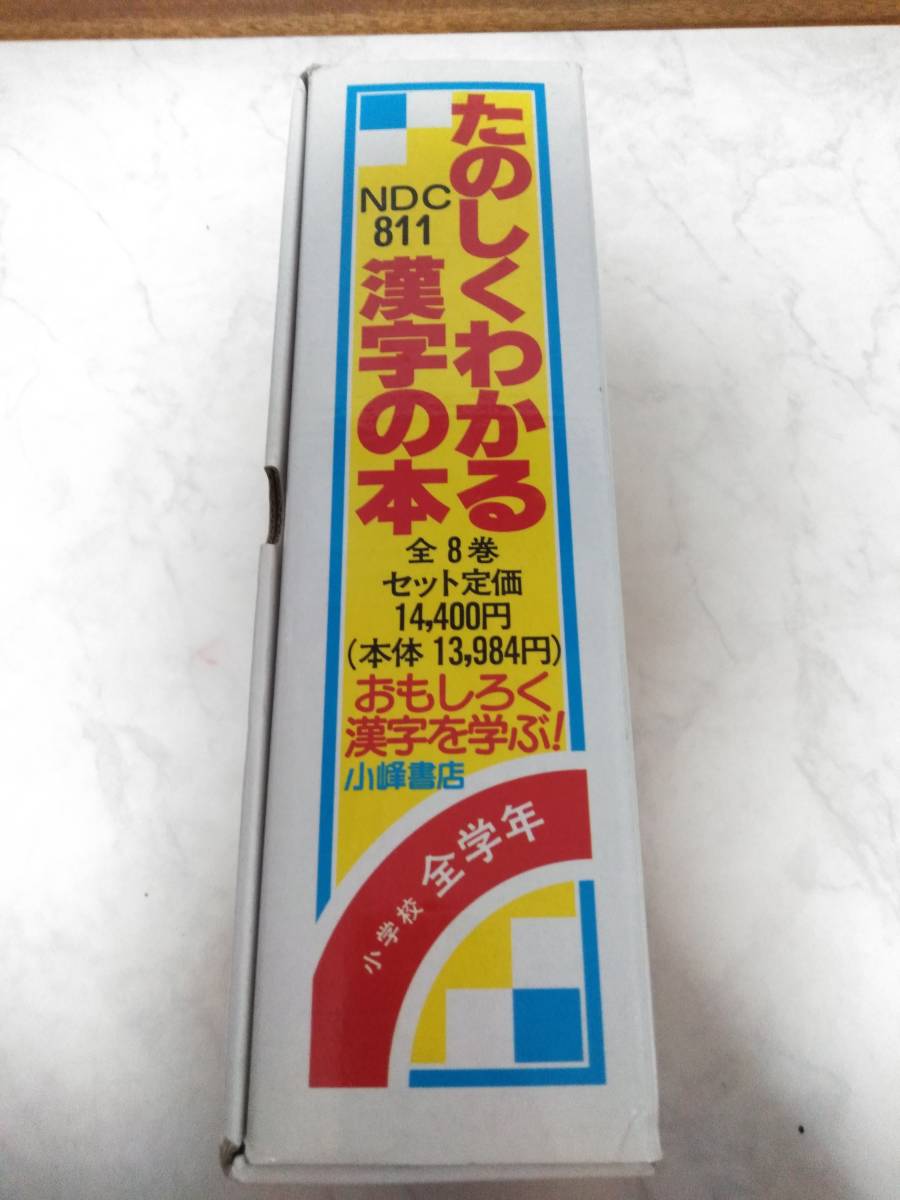 たのしくわかる
漢字の本
NDC
811
全8巻
セット定価
14,400円
(本体 13,984円)
おもしろく
漢字を学ぶ!
小峰書店
小学校 全学年